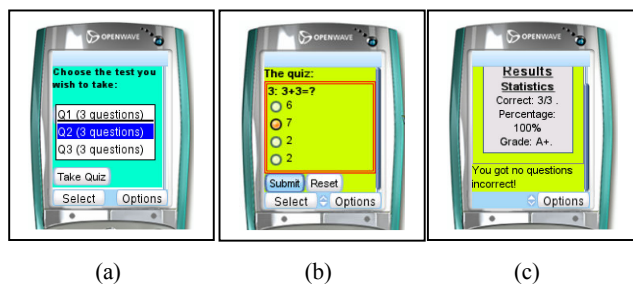 OPENWAVE
Choose the test you
wish to take:
Q1 (3 questions)
Q2 (3 questions)
Q3 (3 questions)
Take Quiz
Select Options
(a)
OPENWAVE
The quiz:
3: 3+3=?
6
7
2
2
Submit Reset
Select Options
(b)
OPENWAVE
Results
Statistics
Correct: 3/3 .
Percentage:
100%
Grade: A+.
You got no questions
incorrect!
Options
(c)